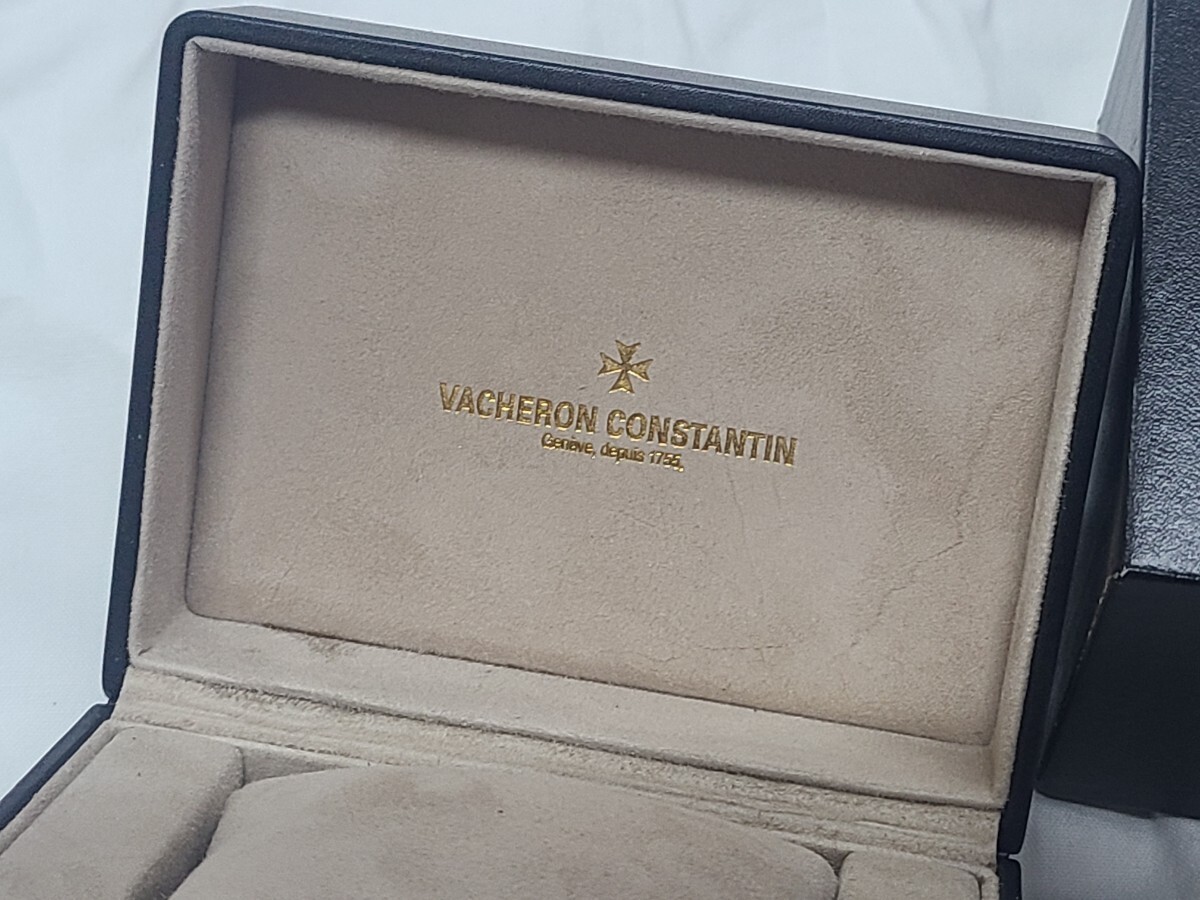 VACHERON CONSTANTIN
Genève, depuis 1755.